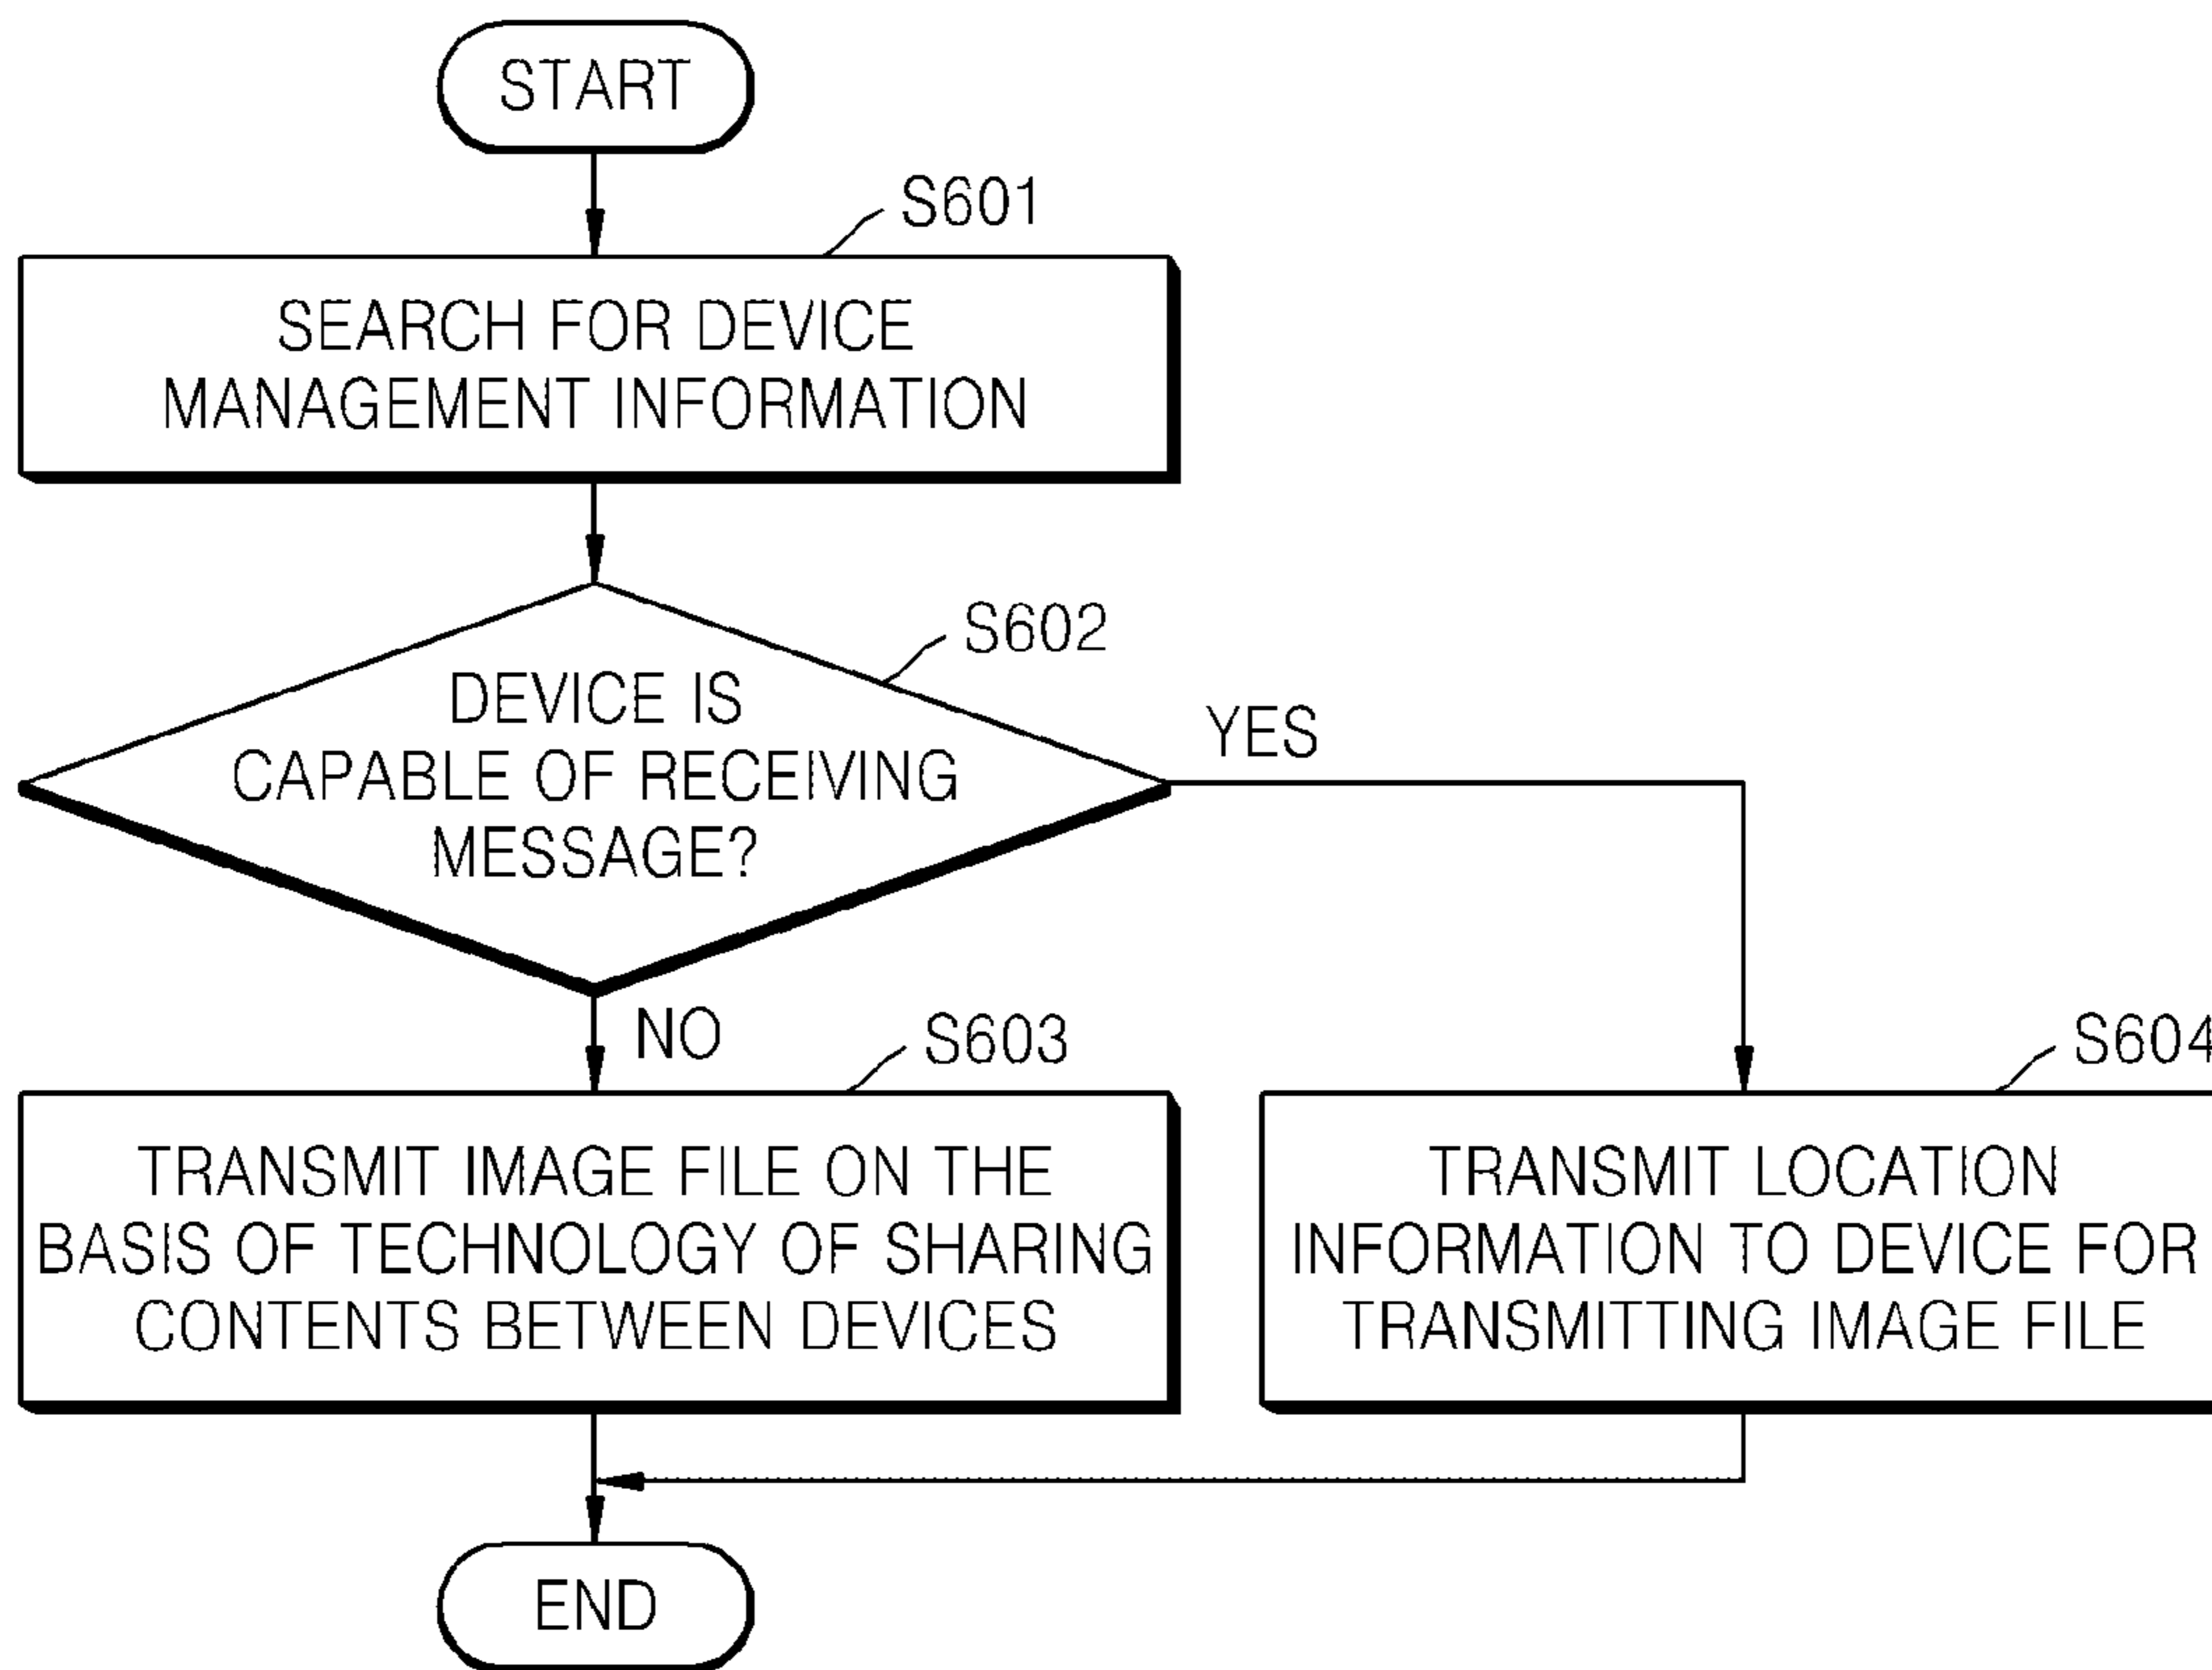 START
S601
SEARCH FOR DEVICE
MANAGEMENT INFORMATION
S602
DEVICE IS
CAPABLE OF RECEIVING
MESSAGE?
YES
NO
S603
TRANSMIT IMAGE FILE ON THE
BASIS OF TECHNOLOGY OF SHARING
CONTENTS BETWEEN DEVICES
S604
TRANSMIT LOCATION
INFORMATION TO DEVICE FOR
TRANSMITTING IMAGE FILE
END